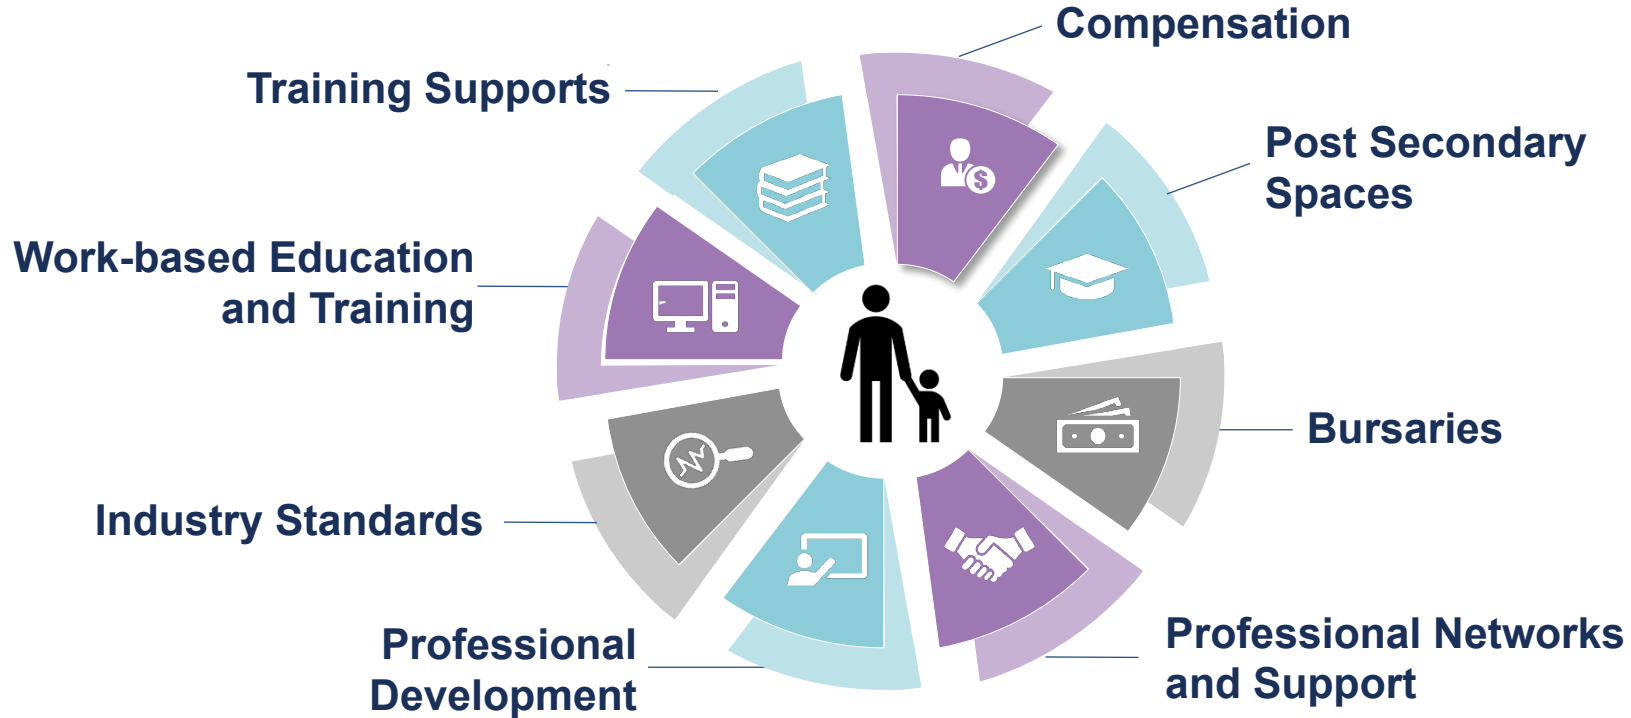 Compensation
Training Supports
Post Secondary
Spaces
Work-based Education
and Training
$
Bursaries
Industry Standards
Professional
Development
Professional Networks
and Support